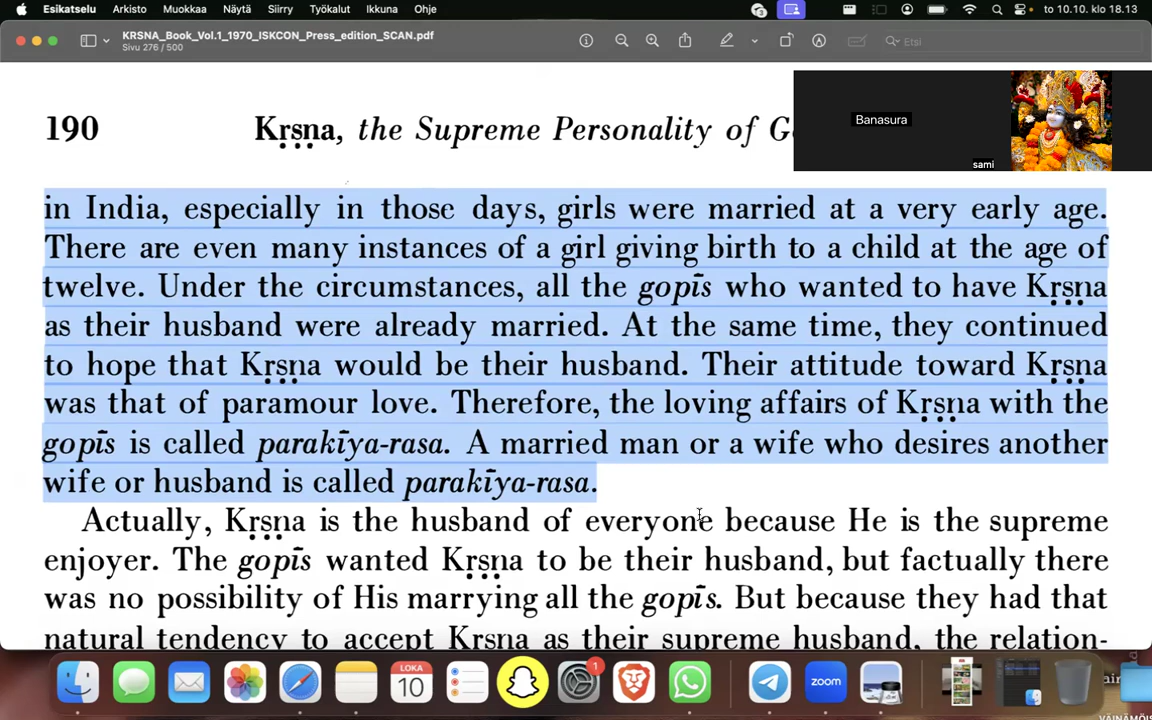 Esikatselu Arkisto Muokkaa Näytä Siirry Työkalut Ikkuna Ohje to 10.10. klo 18.13
KRSNA_Book_Vol.1_1970_ISKCON_Press_edition_SCAN.pdf
Sivu 276 / 500
Etsi
Banasura
sami
190 Kṛṣṇa, the Supreme Personality of G
in India, especially in those days, girls were married at a very early age.
There are even many instances of a girl giving birth to a child at the age of
twelve. Under the circumstances, all the gopīs who wanted to have Kṛṣṇa
as their husband were already married. At the same time, they continued
to hope that Kṛṣṇa would be their husband. Their attitude toward Kṛṣṇa
was that of paramour love. Therefore, the loving affairs of Kṛṣṇa with the
gopīs is called parakīya-rasa. A married man or a wife who desires another
wife or husband is called parakīya-rasa.
Actually, Kṛṣṇa is the husband of everyone because He is the supreme
enjoyer. The gopīs wanted Kṛṣṇa to be their husband, but factually there
was no possibility of His marrying all the gopīs. But because they had that
natural tendency to accept Kṛṣṇa as their supreme husband, the relation-
LOKA
10
1
zoom